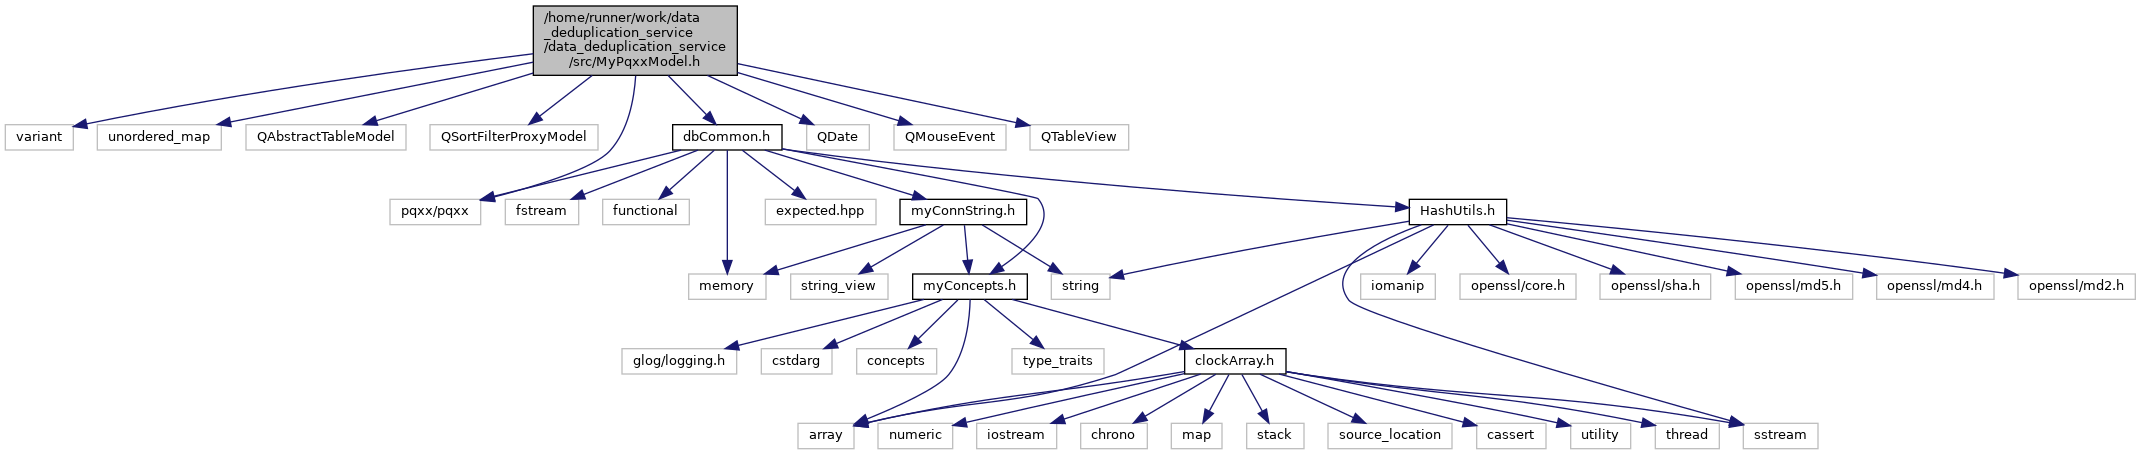 /home/runner/work/data
_deduplication_service
/data_deduplication_service
/src/MyPqxxModel.h
variant
unordered_map
QAbstractTableModel
QSortFilterProxyModel
dbCommon.h
QDate
QMouseEvent
QTableView
pqxx/pqxx
fstream
functional
expected.hpp
myConnString.h
HashUtils.h
memory
string_view
myConcepts.h
string
iomanip
openssl/core.h
openssl/sha.h
openssl/md5.h
openssl/md4.h
openssl/md2.h
glog/logging.h
cstdarg
concepts
type_traits
clockArray.h
array
numeric
iostream
chrono
map
stack
source_location
cassert
utility
thread
sstream